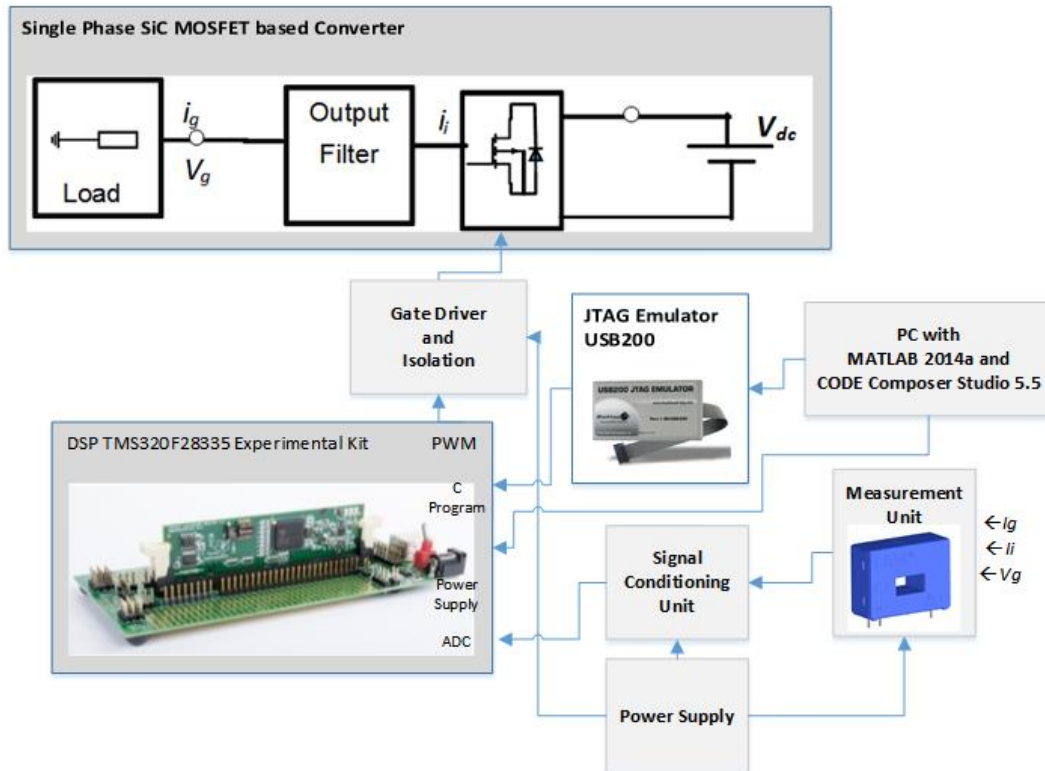 Single Phase SiC MOSFET based Converter
i_g
V_g
Load
Output
Filter
i_i
V_dc
Gate Driver
and
Isolation
JTAG Emulator
USB200
USB200 JTAG EMULATOR
PC with
MATLAB 2014a and
CODE Composer Studio 5.5
DSP TMS320F28335 Experimental Kit
PWM
C
Program
Power
Supply
ADC
Signal
Conditioning
Unit
Measurement
Unit
←Ig
←Ii
←Vg
Power Supply